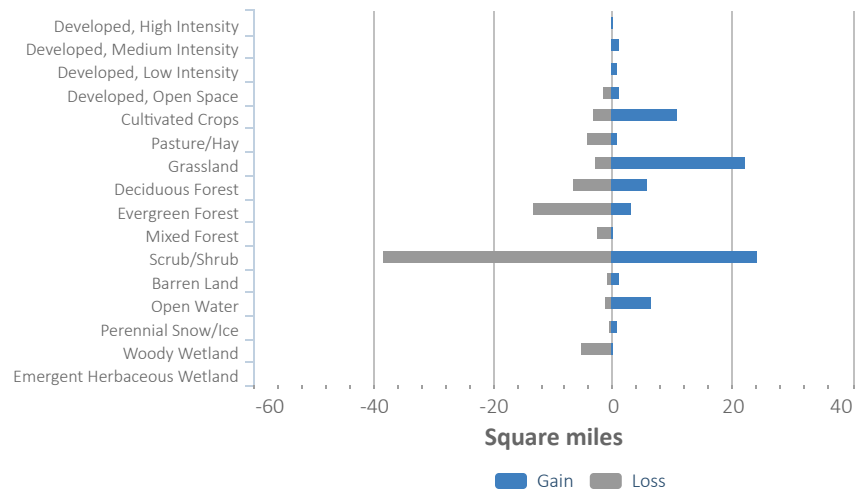 Developed, High Intensity
Developed, Medium Intensity
Developed, Low Intensity
Developed, Open Space
Cultivated Crops
Pasture/Hay
Grassland
Deciduous Forest
Evergreen Forest
Mixed Forest
Scrub/Shrub
Barren Land
Open Water
Perennial Snow/Ice
Woody Wetland
Emergent Herbaceous Wetland
-60 -40 -20 0 20 40
Square miles
Gain Loss